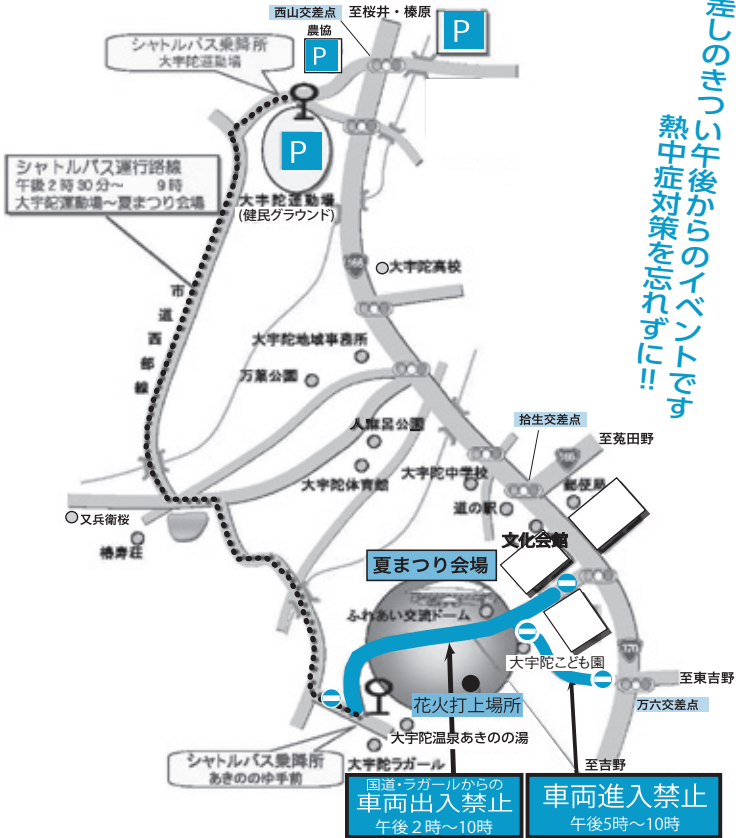 西山交差点
至桜井・榛原
農協
P
P
シャトルバス乗降所
大宇陀運動場
P
シャトルバス運行路線
午後２時３０分～　９時
大宇陀運動場～夏まつり会場
大宇陀運動場
(健民グラウンド)
差しのきつい午後からのイベントです
熱中症対策を忘れずに!!
166
大宇陀高校
市道西部線
大宇陀地域事務所
万葉公園
人麻呂公園
拾生交差点
至菟田野
166
大宇陀中学校
大宇陀体育館
郵便局
道の駅
又兵衛桜
椿寿荘
文化会館
夏まつり会場
ふれあい交流ドーム
370
大宇陀こども園
至東吉野
花火打上場所
万六交差点
大宇陀温泉あきのの湯
シャトルバス乗降所
あきののゆ手前
大宇陀ラガール
至吉野
国道・ラガールからの
車両出入禁止
午後２時～10時
車両進入禁止
午後5時～10時